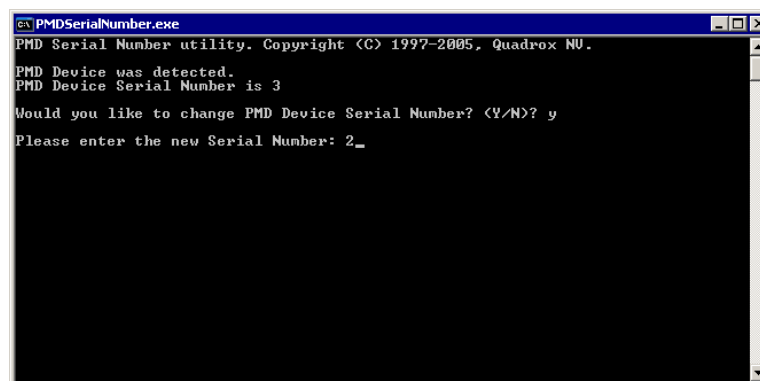 PMDSerialNumber.exe
PMD Serial Number utility. Copyright (C) 1997-2005, Quadrox NV.
PMD Device was detected.
PMD Device Serial Number is 3
Would you like to change PMD Device Serial Number? (Y/N)? y
Please enter the new Serial Number: 2_